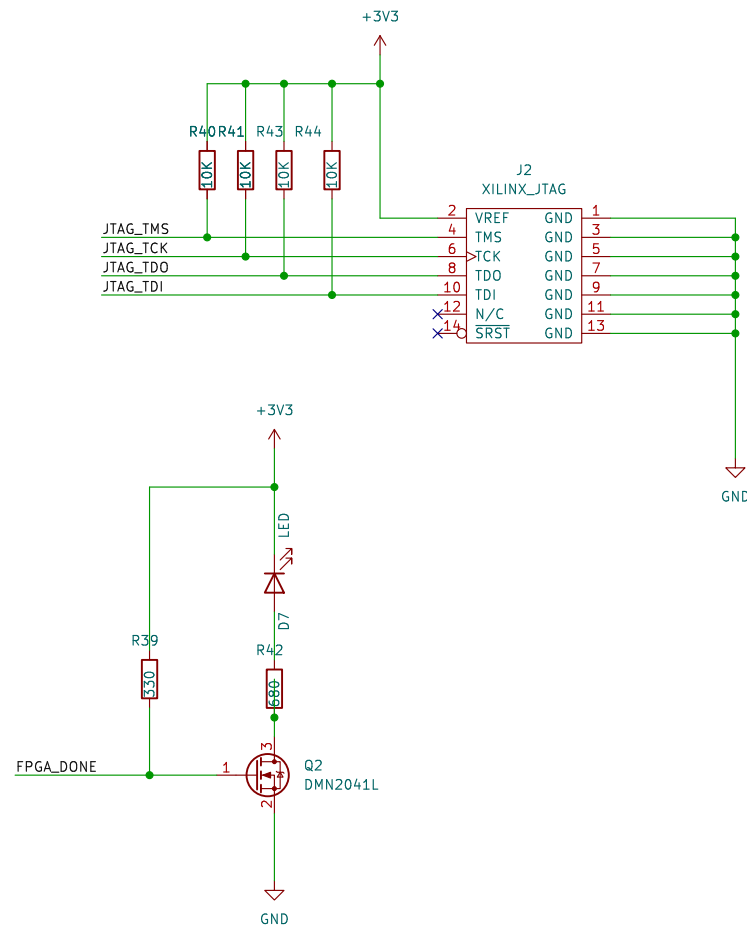 +3V3
R40 R41 R43 R44
10K 10K 10K 10K
J2
XILINX_JTAG
JTAG_TMS
JTAG_TCK
JTAG_TDO
JTAG_TDI
2 VREF GND 1
4 TMS GND 3
6 TCK GND 5
8 TDO GND 7
10 TDI GND 9
12 N/C GND 11
14 SRST GND 13
GND
+3V3
LED
D7
R39
330
R42
680
FPGA_DONE
1
3
2
Q2
DMN2041L
GND